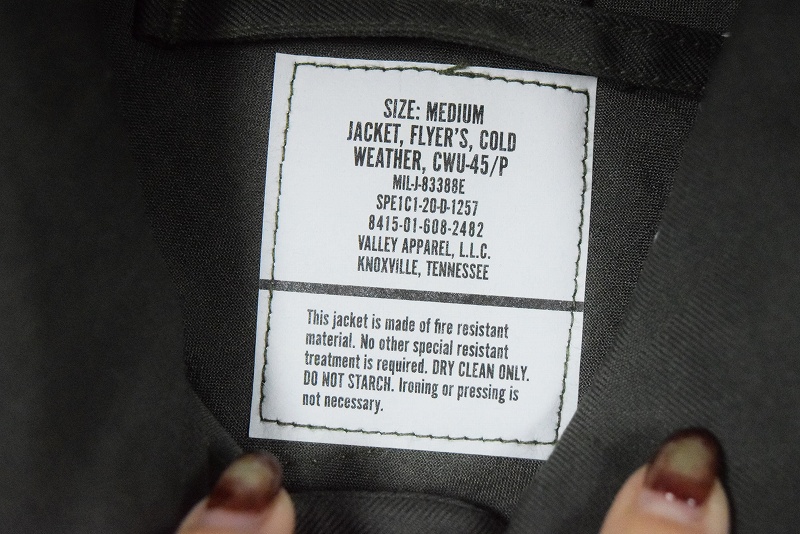 SIZE: MEDIUM
JACKET, FLYER'S, COLD
WEATHER, CWU-45/P
MIL-J-83388E
SPE1C1-20-D-1257
8415-01-608-2482
VALLEY APPAREL, L.L.C.
KNOXVILLE, TENNESSEE
This jacket is made of fire resistant
material. No other special resistant
treatment is required. DRY CLEAN ONLY.
DO NOT STARCH. Ironing or pressing is
not necessary.